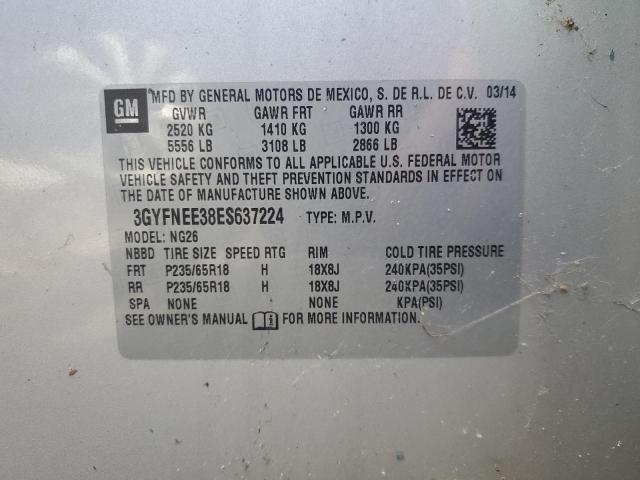 GM MFD BY GENERAL MOTORS DE MEXICO, S. DE R.L. DE C.V. 03/14
GVWR GAWR FRT GAWR RR
2520 KG 1410 KG 1300 KG
5556 LB 3108 LB 2866 LB
THIS VEHICLE CONFORMS TO ALL APPLICABLE U.S. FEDERAL MOTOR
VEHICLE SAFETY AND THEFT PREVENTION STANDARDS IN EFFECT ON
THE DATE OF MANUFACTURE SHOWN ABOVE.
3GYFNEE38ES637224 TYPE: M.P.V.
MODEL: NG26
NBBD TIRE SIZE SPEED RTG RIM COLD TIRE PRESSURE
FRT P235/65R18 H 18X8J 240KPA(35PSI)
RR P235/65R18 H 18X8J 240KPA(35PSI)
SPA NONE NONE KPA(PSI)
SEE OWNER'S MANUAL FOR MORE INFORMATION.